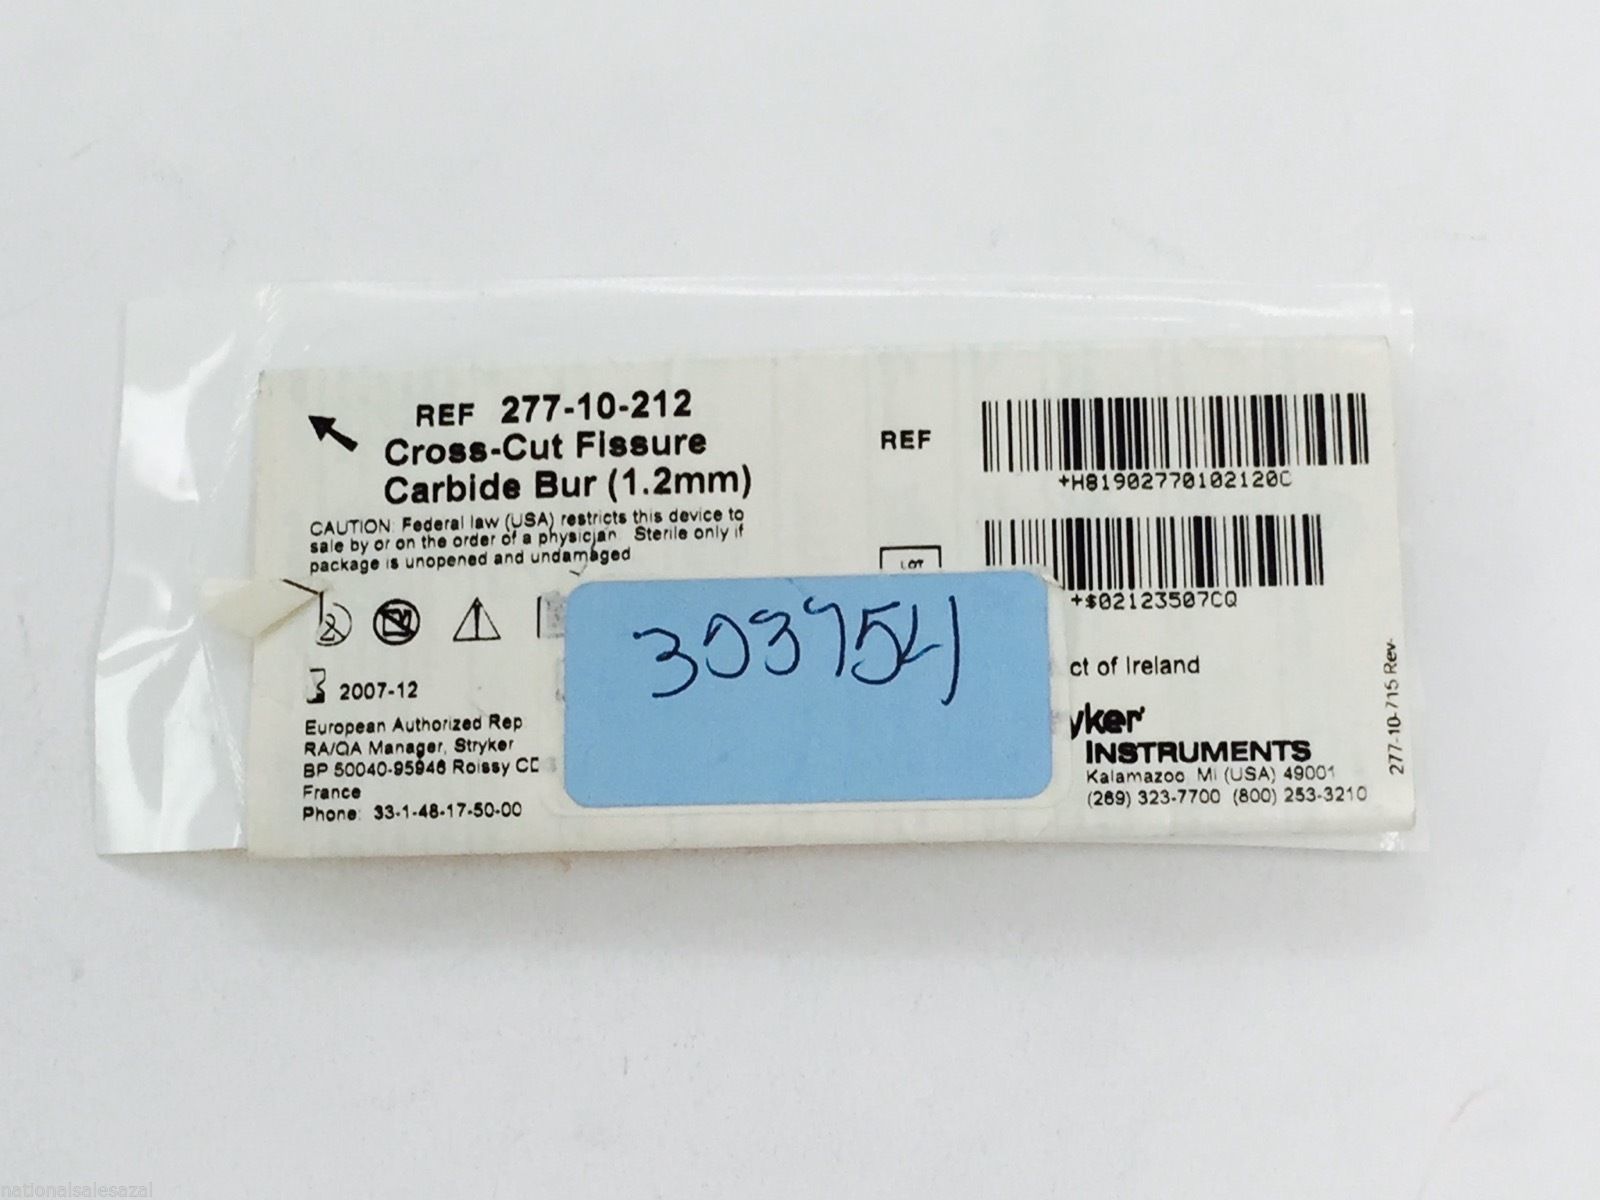 REF 277-10-212
Cross-Cut Fissure
Carbide Bur (1.2mm)
CAUTION: Federal law (USA) restricts this device to
sale by or on the order of a physician. Sterile only if
package is unopened and undamaged
2
2007-12
European Authorized Rep
RA/QA Manager, Stryker
BP 50040-95946 Roissy CD
France
Phone: 33-1-48-17-50-00
REF
+H81902770102120C
LOT
+$02123507CQ
ct of Ireland
yker
INSTRUMENTS
Kalamazoo MI (USA) 49001
(269) 323-7700 (800) 253-3210
277-10-715 Rev-
303954
nationalsalesazal